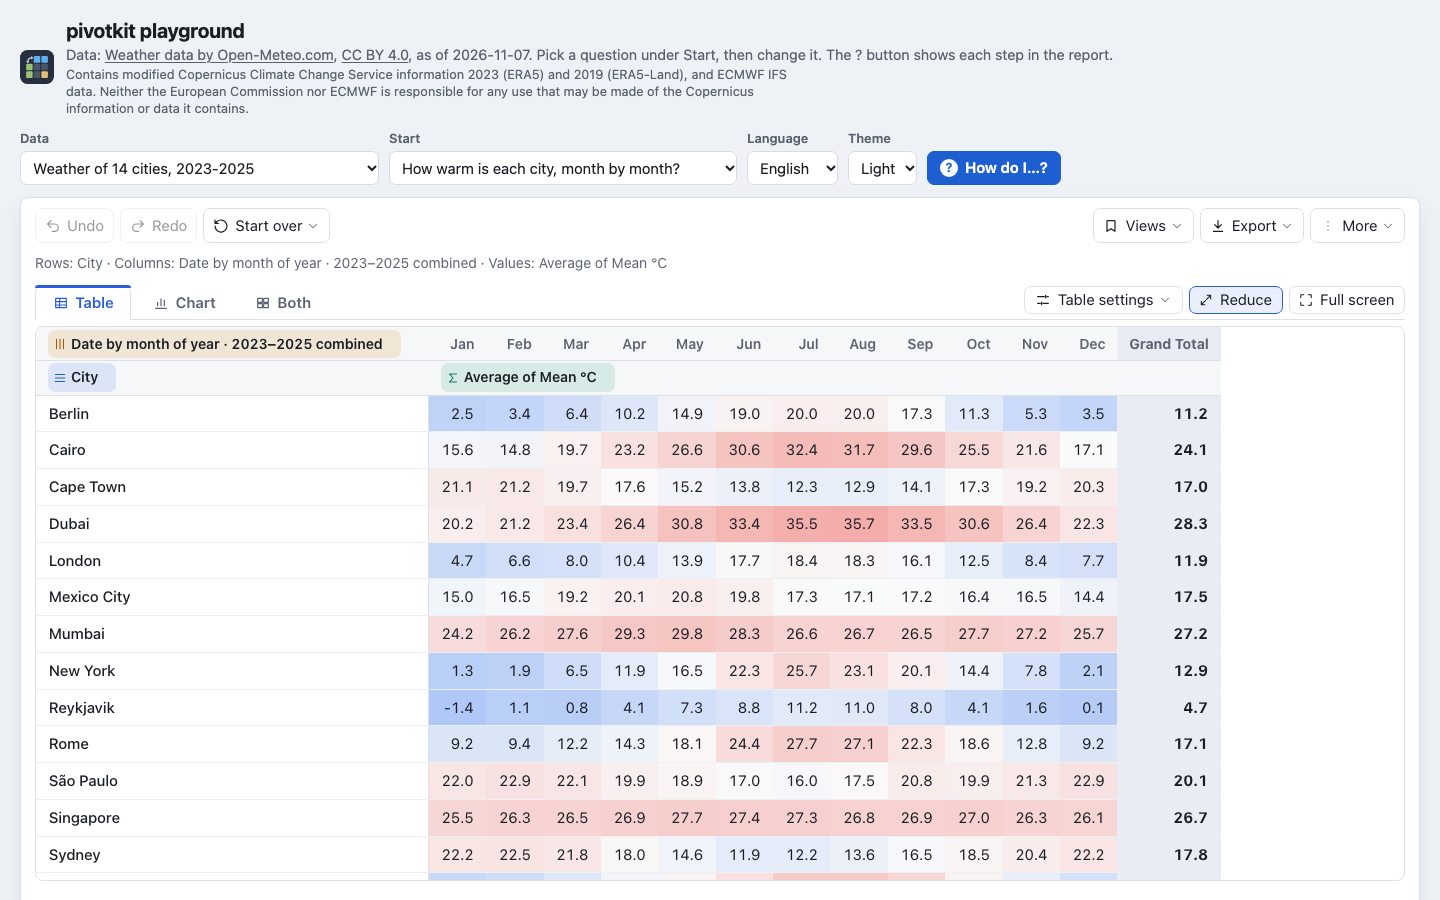 pivotkit playground
Data: Weather data by Open-Meteo.com, CC BY 4.0, as of 2026-11-07. Pick a question under Start, then change it. The ? button shows each step in the report.
Contains modified Copernicus Climate Change Service information 2023 (ERA5) and 2019 (ERA5-Land), and ECMWF IFS
data. Neither the European Commission nor ECMWF is responsible for any use that may be made of the Copernicus
information or data it contains.
Data Start Language Theme
Weather of 14 cities, 2023-2025 How warm is each city, month by month? English Light ? How do I...?
Undo Redo Start over Views Export More
Rows: City · Columns: Date by month of year · 2023–2025 combined · Values: Average of Mean °C
Table Chart Both Table settings Reduce Full screen
Date by month of year · 2023–2025 combined Jan Feb Mar Apr May Jun Jul Aug Sep Oct Nov Dec Grand Total
City Σ Average of Mean °C
Berlin 2.5 3.4 6.4 10.2 14.9 19.0 20.0 20.0 17.3 11.3 5.3 3.5 11.2
Cairo 15.6 14.8 19.7 23.2 26.6 30.6 32.4 31.7 29.6 25.5 21.6 17.1 24.1
Cape Town 21.1 21.2 19.7 17.6 15.2 13.8 12.3 12.9 14.1 17.3 19.2 20.3 17.0
Dubai 20.2 21.2 23.4 26.4 30.8 33.4 35.5 35.7 33.5 30.6 26.4 22.3 28.3
London 4.7 6.6 8.0 10.4 13.9 17.7 18.4 18.3 16.1 12.5 8.4 7.7 11.9
Mexico City 15.0 16.5 19.2 20.1 20.8 19.8 17.3 17.1 17.2 16.4 16.5 14.4 17.5
Mumbai 24.2 26.2 27.6 29.3 29.8 28.3 26.6 26.7 26.5 27.7 27.2 25.7 27.2
New York 1.3 1.9 6.5 11.9 16.5 22.3 25.7 23.1 20.1 14.4 7.8 2.1 12.9
Reykjavik -1.4 1.1 0.8 4.1 7.3 8.8 11.2 11.0 8.0 4.1 1.6 0.1 4.7
Rome 9.2 9.4 12.2 14.3 18.1 24.4 27.7 27.1 22.3 18.6 12.8 9.2 17.1
São Paulo 22.0 22.9 22.1 19.9 18.9 17.0 16.0 17.5 20.8 19.9 21.3 22.9 20.1
Singapore 25.5 26.3 26.5 26.9 27.7 27.4 27.3 26.8 26.9 27.0 26.3 26.1 26.7
Sydney 22.2 22.5 21.8 18.0 14.6 11.9 12.2 13.6 16.5 18.5 20.4 22.2 17.8